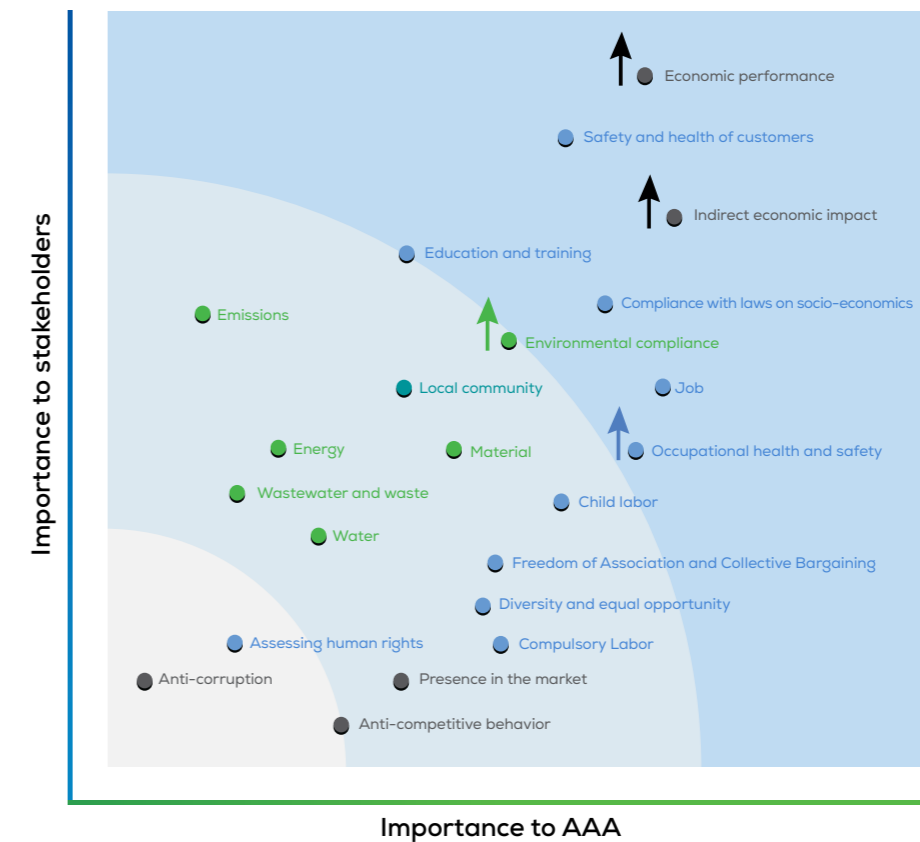 Economic performance
Safety and health of customers
Indirect economic impact
Education and training
Compliance with laws on socio-economics
Emissions
Environmental compliance
Local community
Job
Energy
Material
Occupational health and safety
Wastewater and waste
Child labor
Water
Freedom of Association and Collective Bargaining
Diversity and equal opportunity
Assessing human rights
Compulsory Labor
Anti-corruption
Presence in the market
Anti-competitive behavior
Importance to stakeholders
Importance to AAA